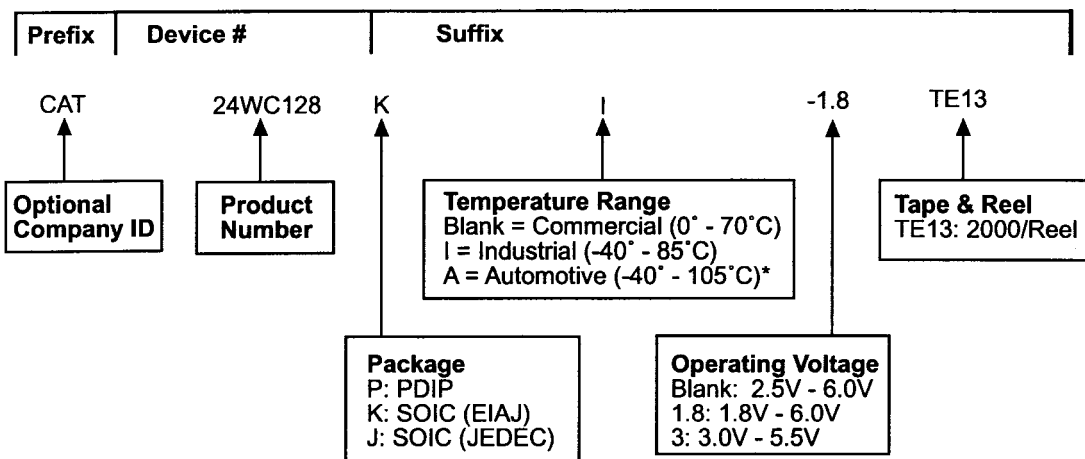 Prefix Device # Suffix
CAT 24WC128 K I -1.8 TE13
Optional
Company ID
Product
Number
Temperature Range
Blank = Commercial (0˚ - 70˚C)
I = Industrial (-40˚ - 85˚C)
A = Automotive (-40˚ - 105˚C)*
Tape & Reel
TE13: 2000/Reel
Package
P: PDIP
K: SOIC (EIAJ)
J: SOIC (JEDEC)
Operating Voltage
Blank: 2.5V - 6.0V
1.8: 1.8V - 6.0V
3: 3.0V - 5.5V